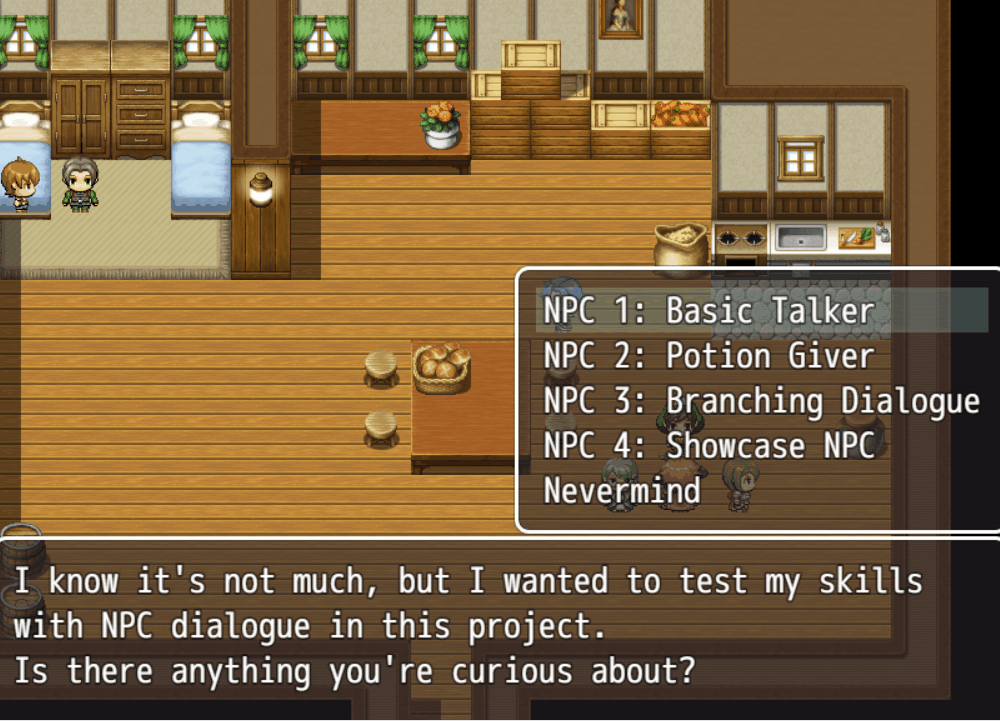 NPC 1: Basic Talker
NPC 2: Potion Giver
NPC 3: Branching Dialogue
NPC 4: Showcase NPC
Nevermind
I know it's not much, but I wanted to test my skills
with NPC dialogue in this project.
Is there anything you're curious about?